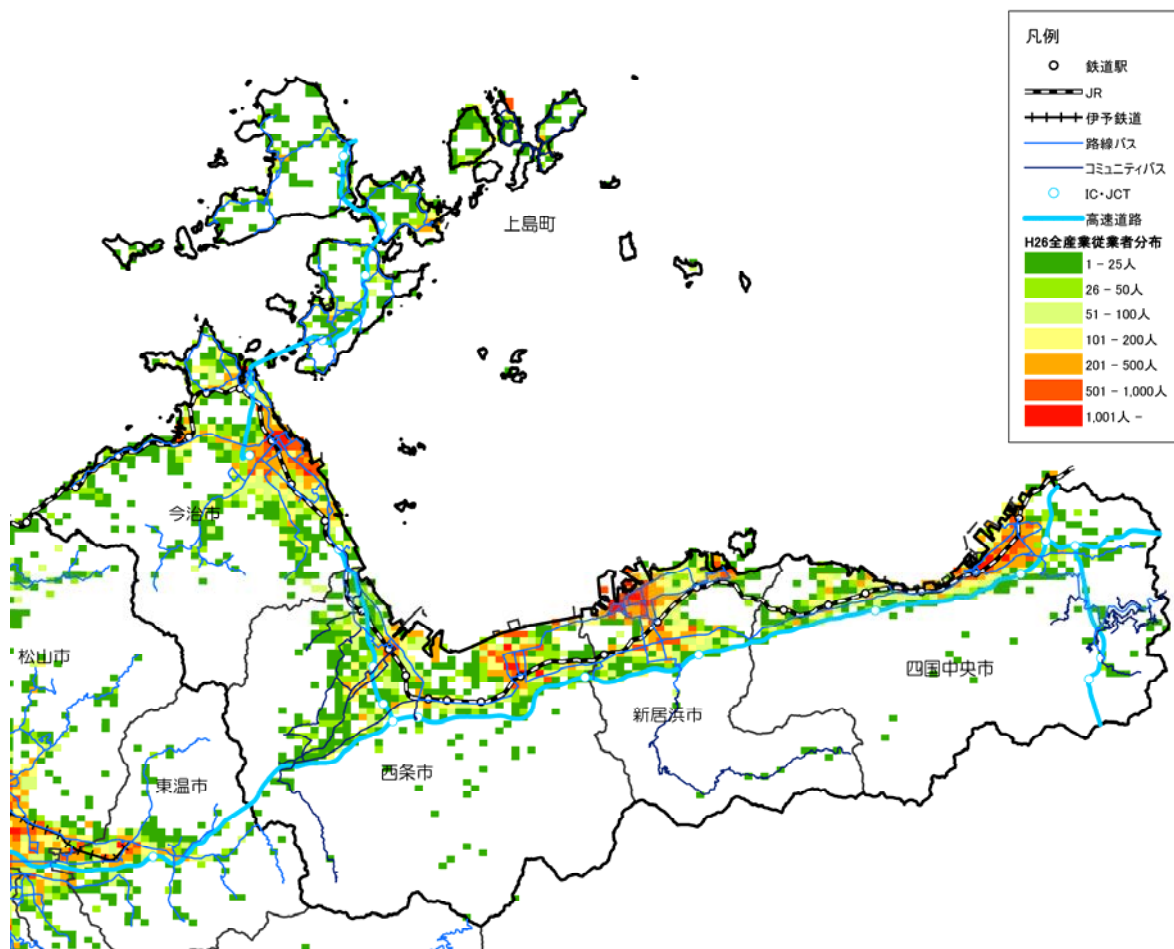 凡例
鉄道駅
JR
伊予鉄道
路線バス
コミュニティバス
IC・JCT
高速道路
H26全産業従業者分布
1 - 25人
26 - 50人
51 - 100人
101 - 200人
201 - 500人
501 - 1,000人
1,001人 -
上島町
今治市
松山市
四国中央市
新居浜市
西条市
東温市